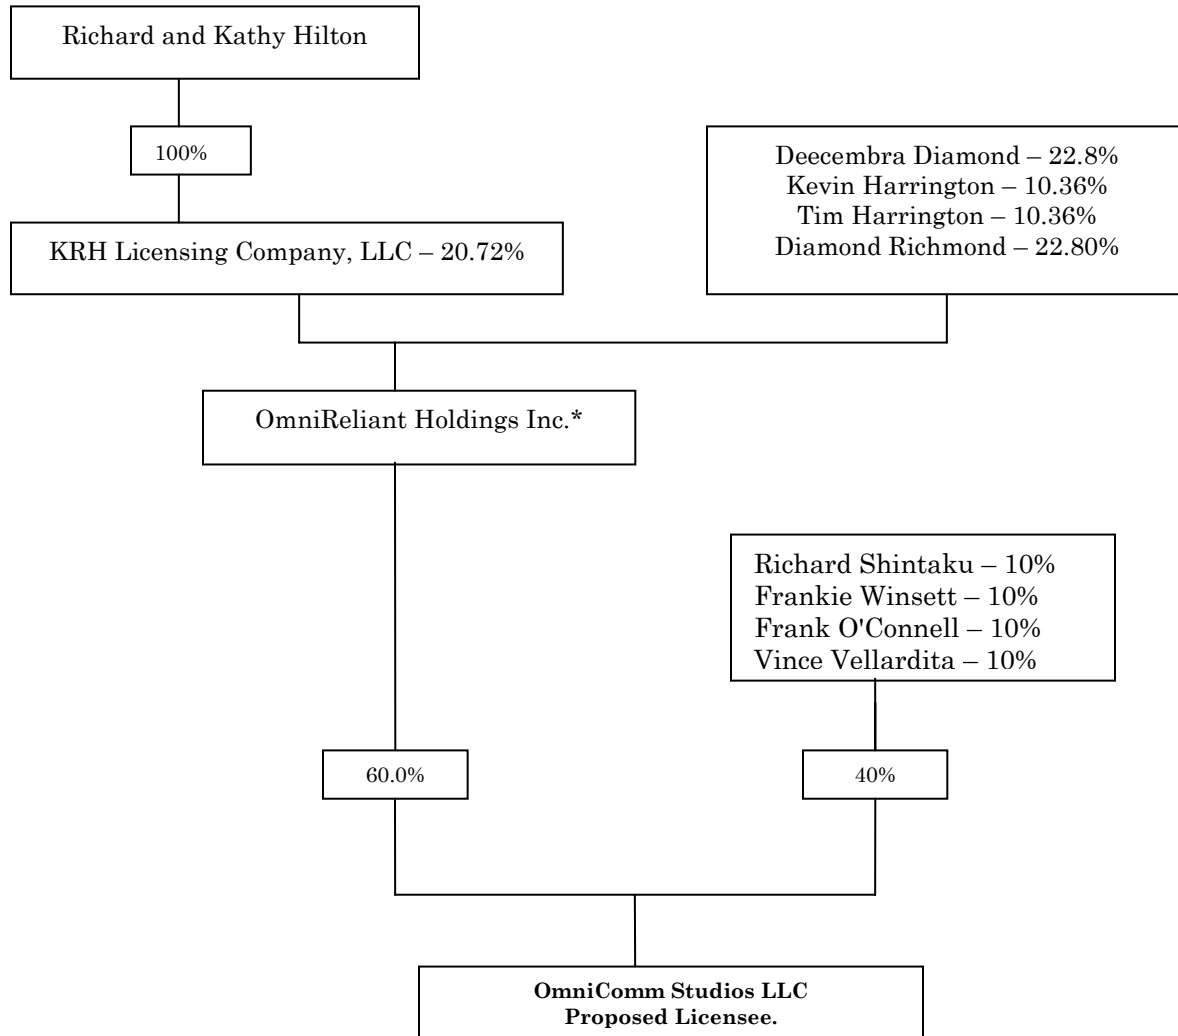 Richard and Kathy Hilton
100%
Deecembra Diamond – 22.8%
Kevin Harrington – 10.36%
Tim Harrington – 10.36%
Diamond Richmond – 22.80%
KRH Licensing Company, LLC – 20.72%
OmniReliant Holdings Inc.*
Richard Shintaku – 10%
Frankie Winsett – 10%
Frank O'Connell – 10%
Vince Vellardita – 10%
60.0%
40%
OmniComm Studios LLC
Proposed Licensee.